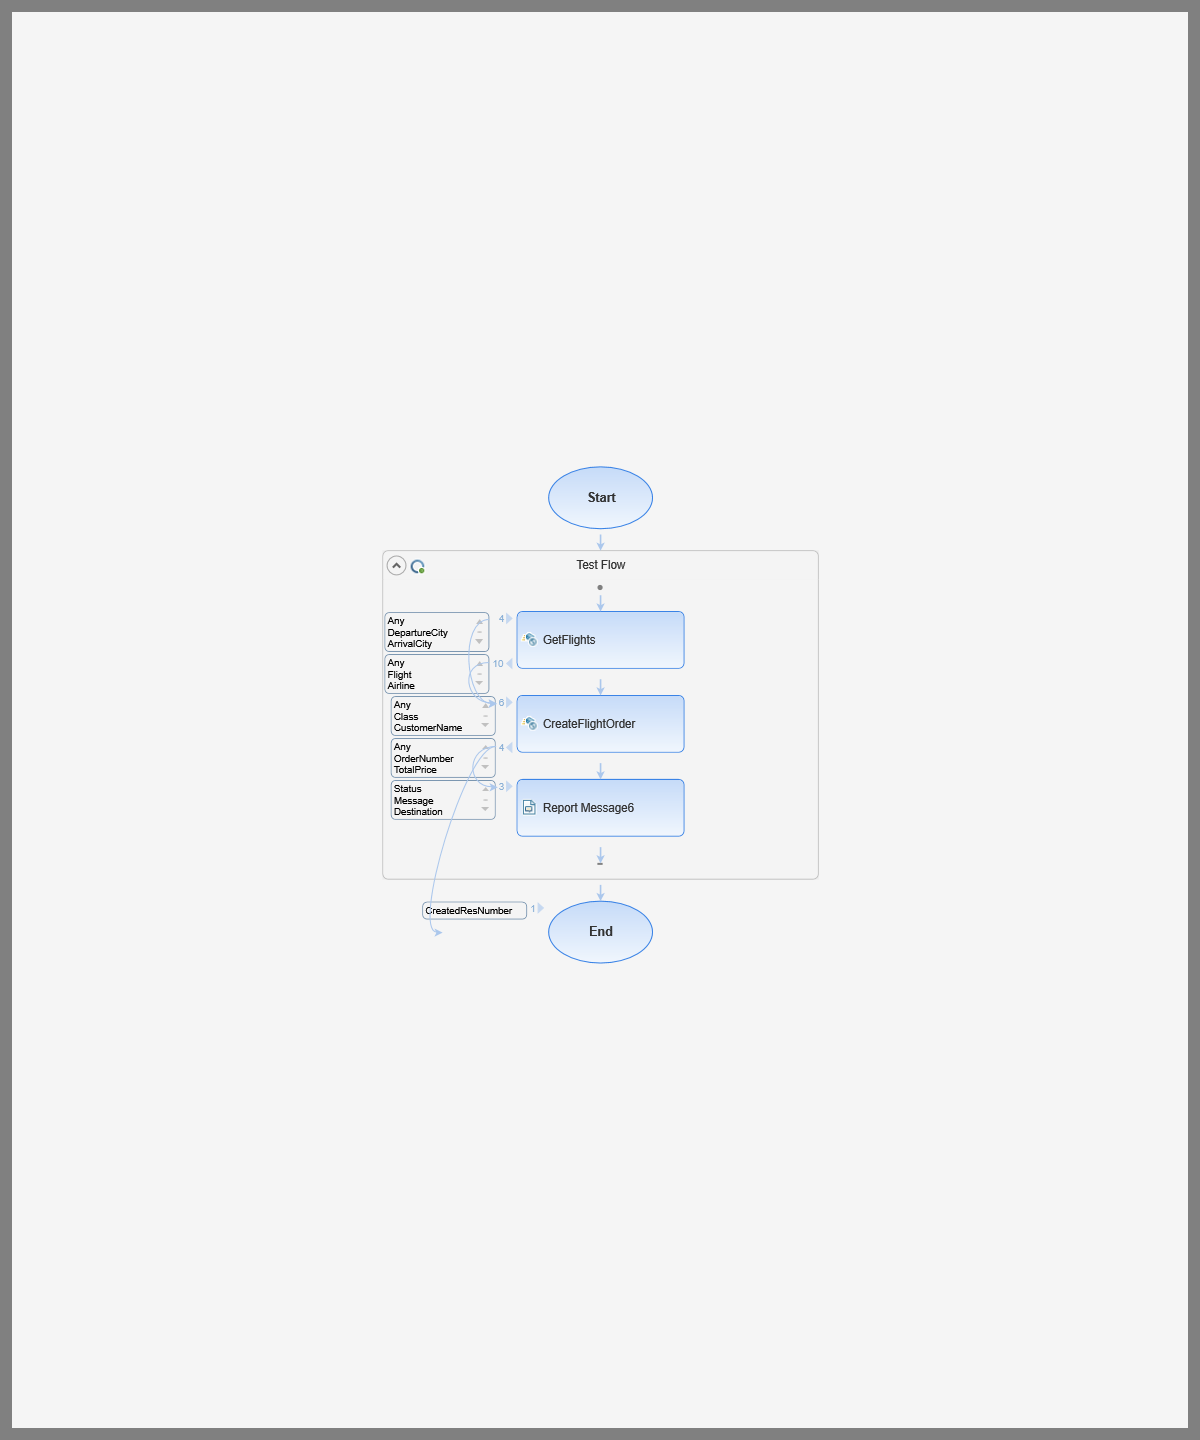 Start
Test Flow
Any
DepartureCity
ArrivalCity
4
GetFlights
Any
Flight
Airline
10
Any
Class
CustomerName
6
CreateFlightOrder
Any
OrderNumber
TotalPrice
4
Status
Message
Destination
3
Report Message6
CreatedResNumber
1
End